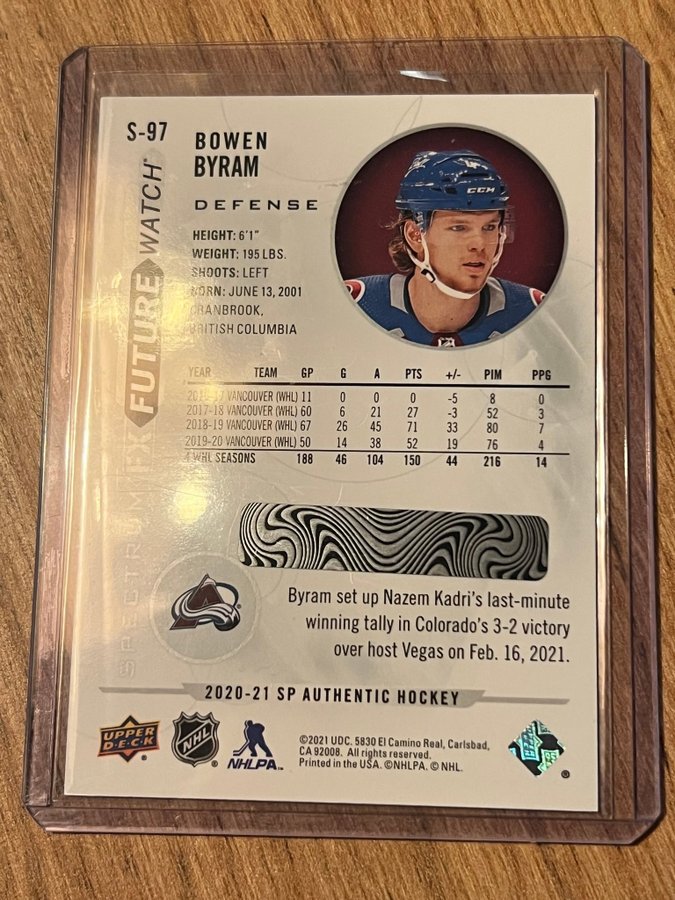 S-97
BOWEN
BYRAM
DEFENSE
HEIGHT: 6'1"
WEIGHT: 195 LBS.
SHOOTS: LEFT
BORN: JUNE 13, 2001
CRANBROOK,
BRITISH COLUMBIA
CCM
SPECTRUM FX FUTURE WATCH
YEAR TEAM GP G A PTS +/- PIM PPG
2016-17 VANCOUVER (WHL) 11 0 0 0 -5 8 0
2017-18 VANCOUVER (WHL) 60 6 21 27 -3 52 3
2018-19 VANCOUVER (WHL) 67 26 45 71 33 80 7
2019-20 VANCOUVER (WHL) 50 14 38 52 19 76 4
4 WHL SEASONS 188 46 104 150 44 216 14
Byram set up Nazem Kadri's last-minute
winning tally in Colorado's 3-2 victory
over host Vegas on Feb. 16, 2021.
2020-21 SP AUTHENTIC HOCKEY
UPPER
DECK
NHL
NHLPA
©2021 UDC. 5830 El Camino Real, Carlsbad,
CA 92008. All rights reserved.
Printed in the USA. ©NHLPA. © NHL.